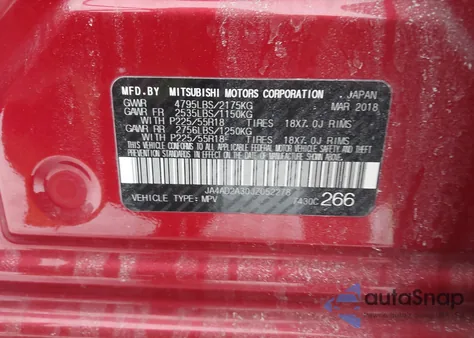 MFD.BY MITSUBISHI MOTORS CORPORATION JAPAN
GVWR 4795LBS/2175KG MAR 2018
GAWR FR 2535LBS/1150KG
WITH P225/55R18 TIRES 18X7.0J RIMS
GAWR RR 2756LBS/1250KG
WITH P225/55R18 TIRES 18X7.0J RIMS
THIS VEHICLE CONFORMS TO ALL APPLICABLE FEDERAL MOTOR VEHICLE SAFETY, BUMPER AND THEFT PREVENTION STANDARDS IN EFFECT ON THE DATE OF MANUFACTURE SHOWN ABOVE.
VEHICLE TYPE: MPV 7430C 266
autoSnap